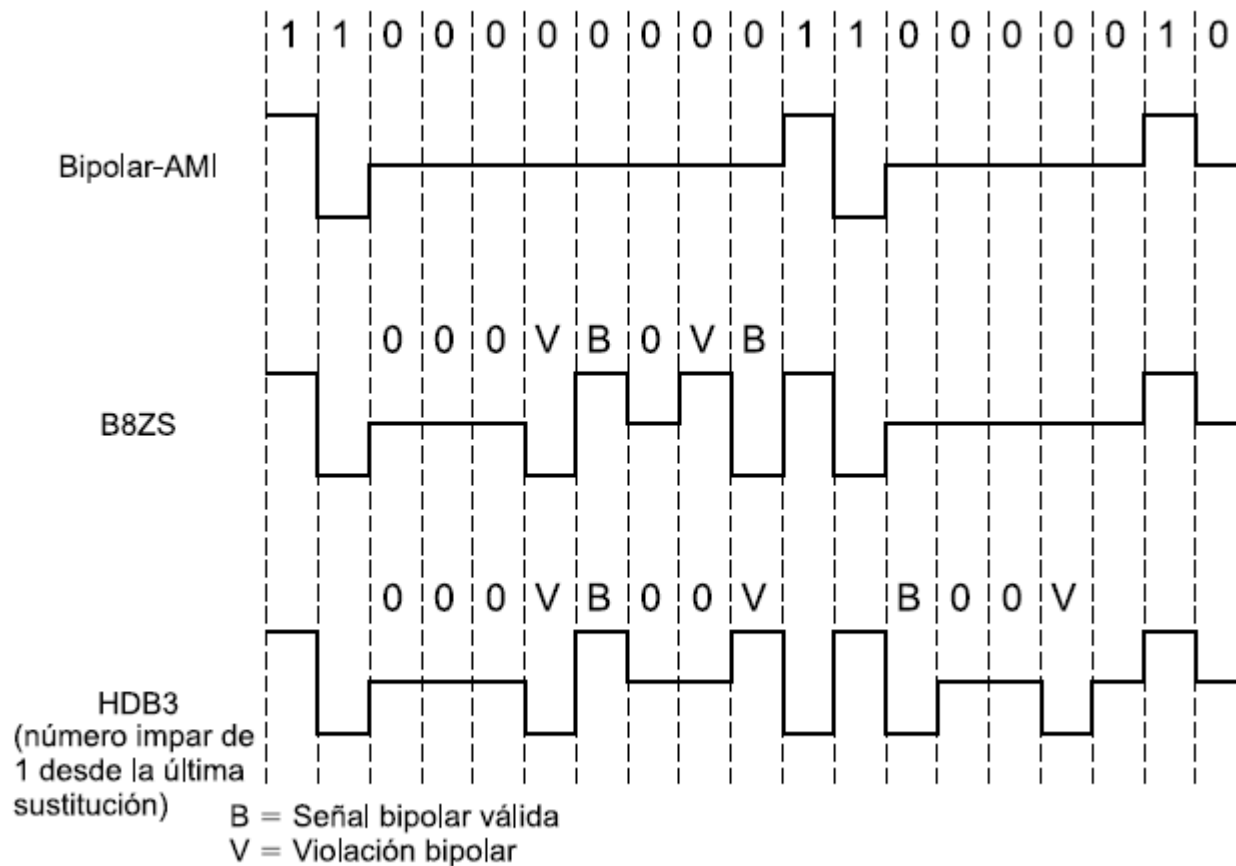 1 1 0 0 0 0 0 0 0 0 1 1 0 0 0 0 0 1 0
Bipolar-AMI
0 0 0 V B 0 V B
B8ZS
0 0 0 V B 0 0 V B 0 0 V
HDB3
(número impar de
1 desde la última
sustitución)
B = Señal bipolar válida
V = Violación bipolar